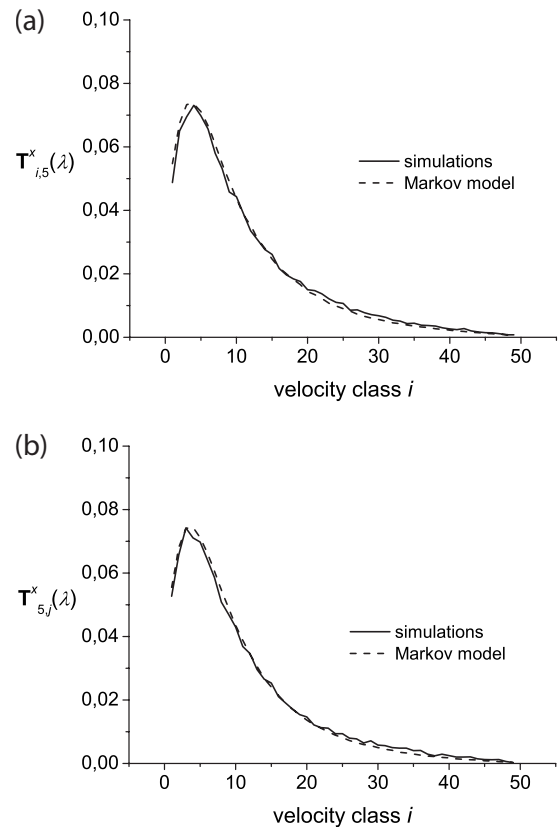 (a)
0,10
0,08
0,06
0,04
0,02
0,00
T^x_{i,5}(λ)
simulations
Markov model
0 10 20 30 40 50
velocity class i
(b)
0,10
0,08
0,06
0,04
0,02
0,00
T^x_{5,j}(λ)
simulations
Markov model
0 10 20 30 40 50
velocity class i